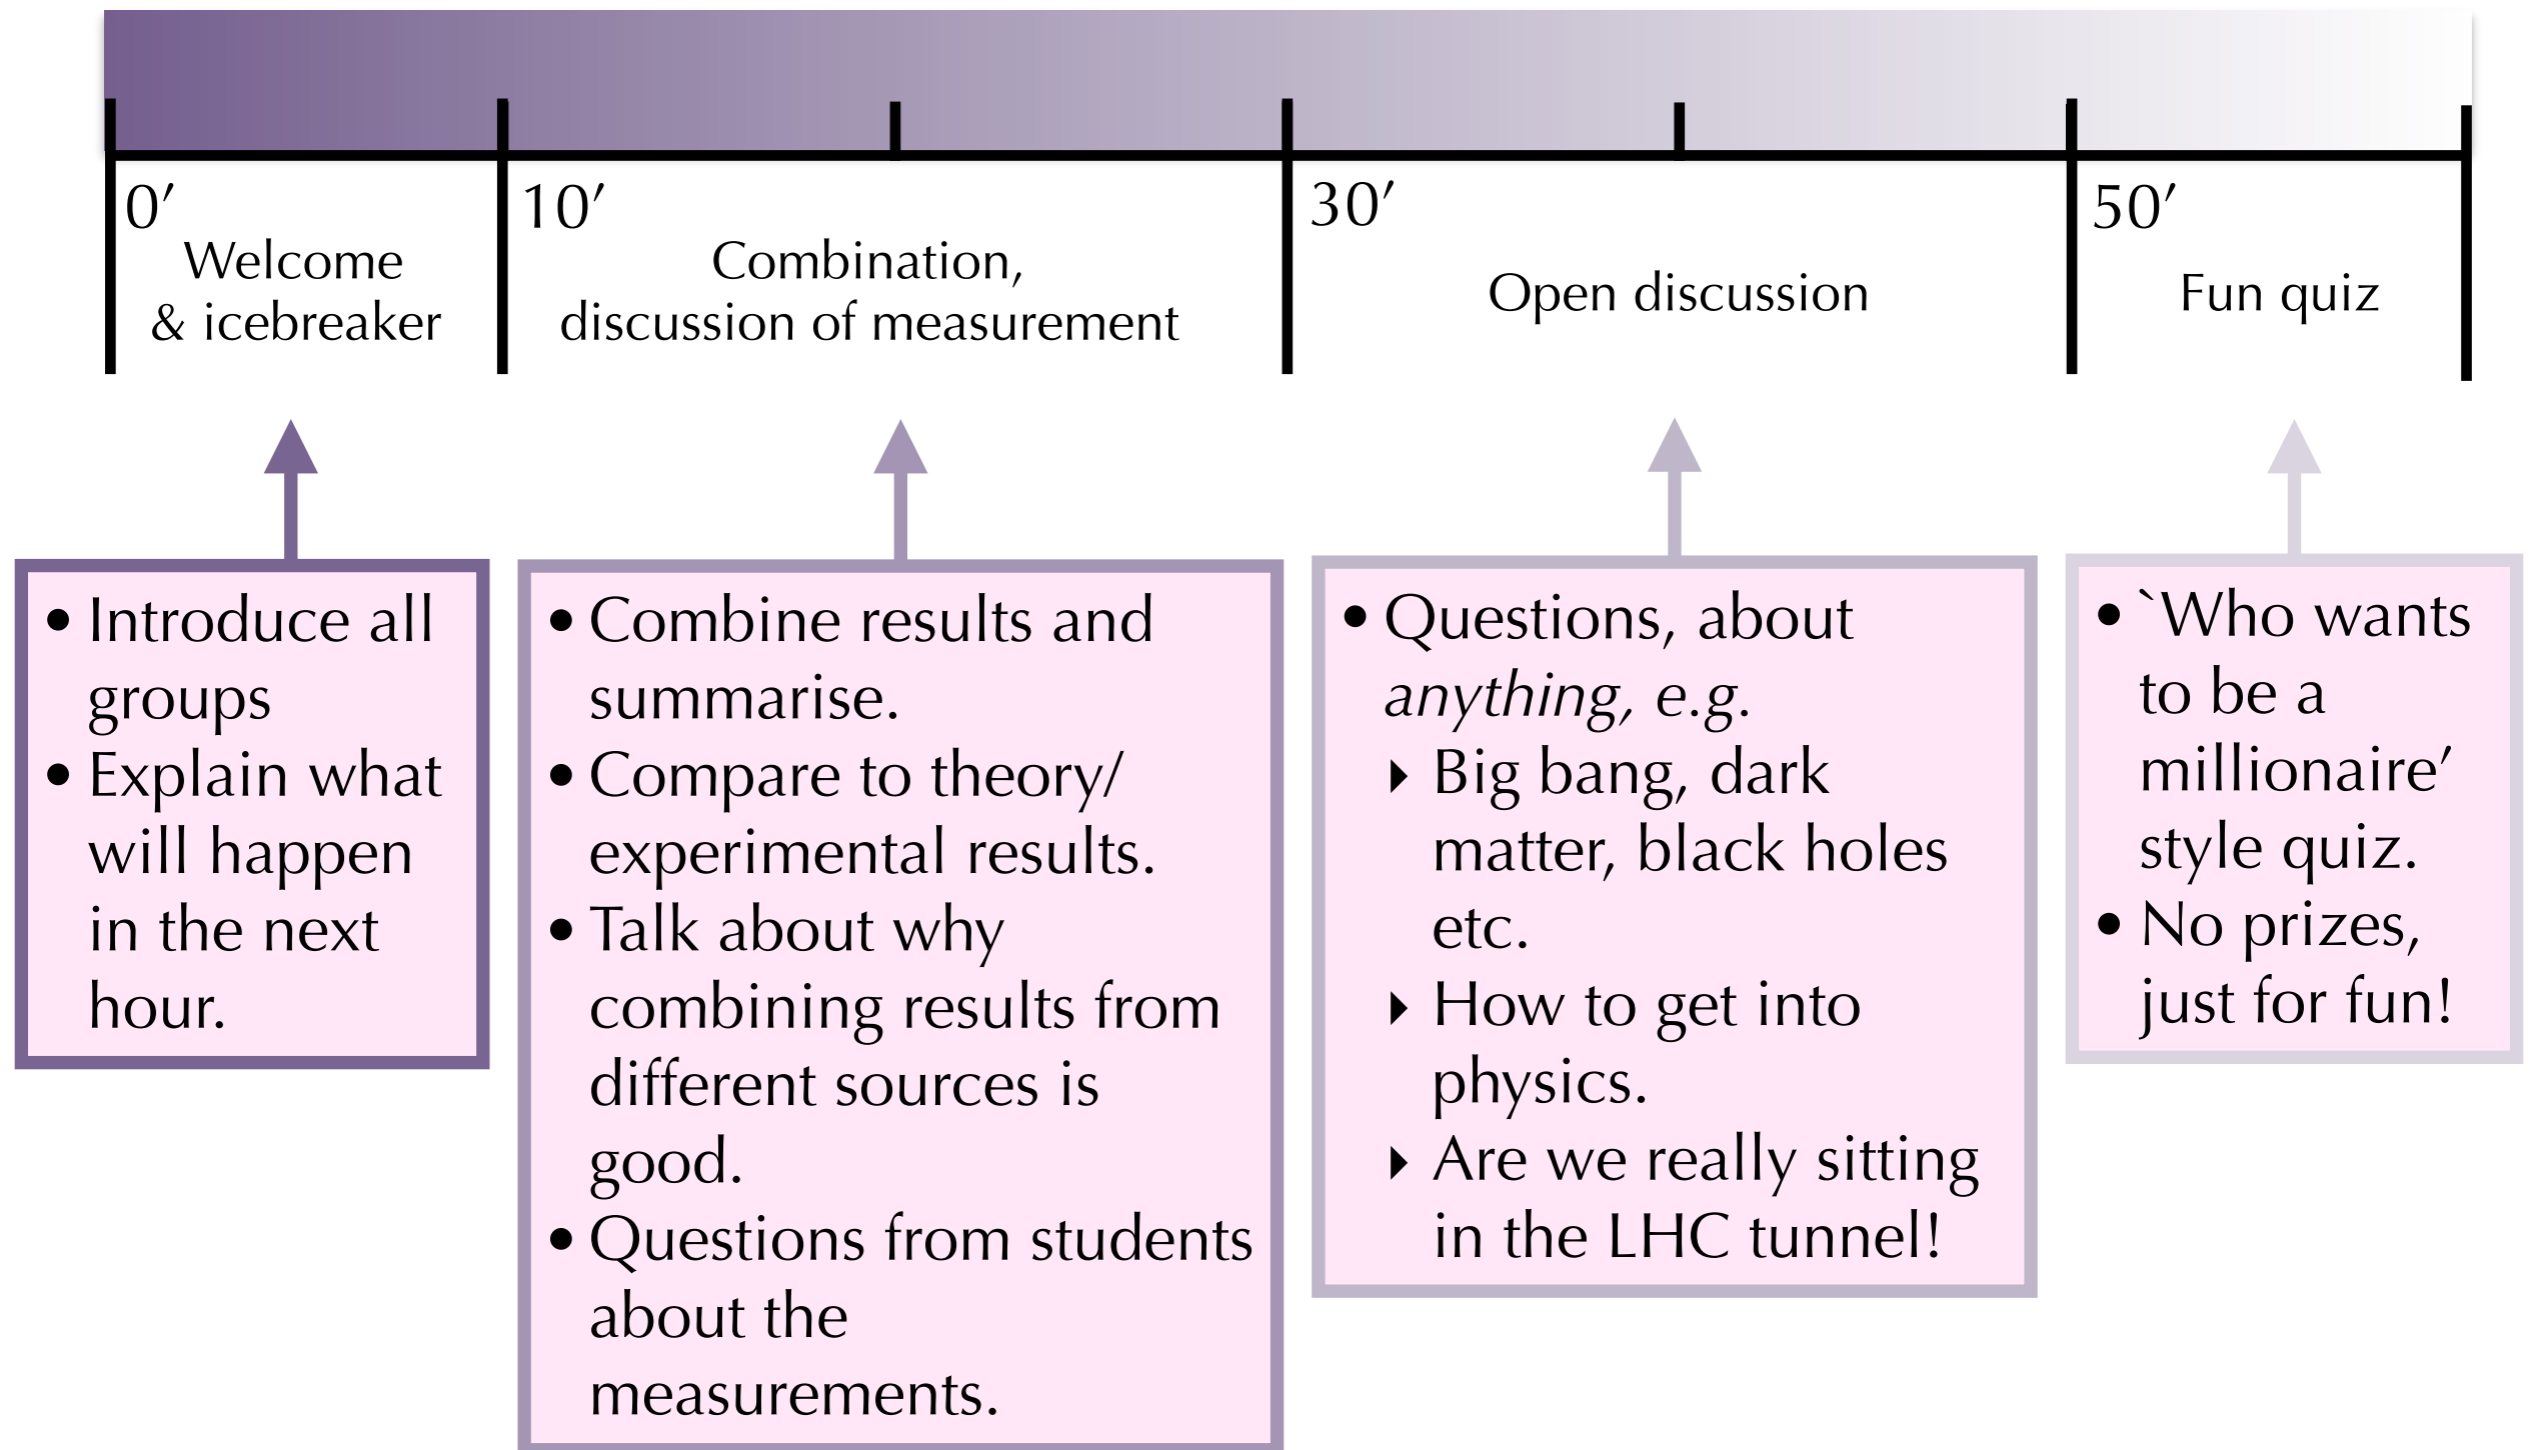 0′
Welcome
& icebreaker
10′
Combination,
discussion of measurement
30′
Open discussion
50′
Fun quiz
• Introduce all
groups
• Explain what
will happen
in the next
hour.
• Combine results and
summarise.
• Compare to theory/
experimental results.
• Talk about why
combining results from
different sources is
good.
• Questions from students
about the
measurements.
• Questions, about
anything, e.g.
‣ Big bang, dark
matter, black holes
etc.
‣ How to get into
physics.
‣ Are we really sitting
in the LHC tunnel!
• `Who wants
to be a
millionaire’
style quiz.
• No prizes,
just for fun!